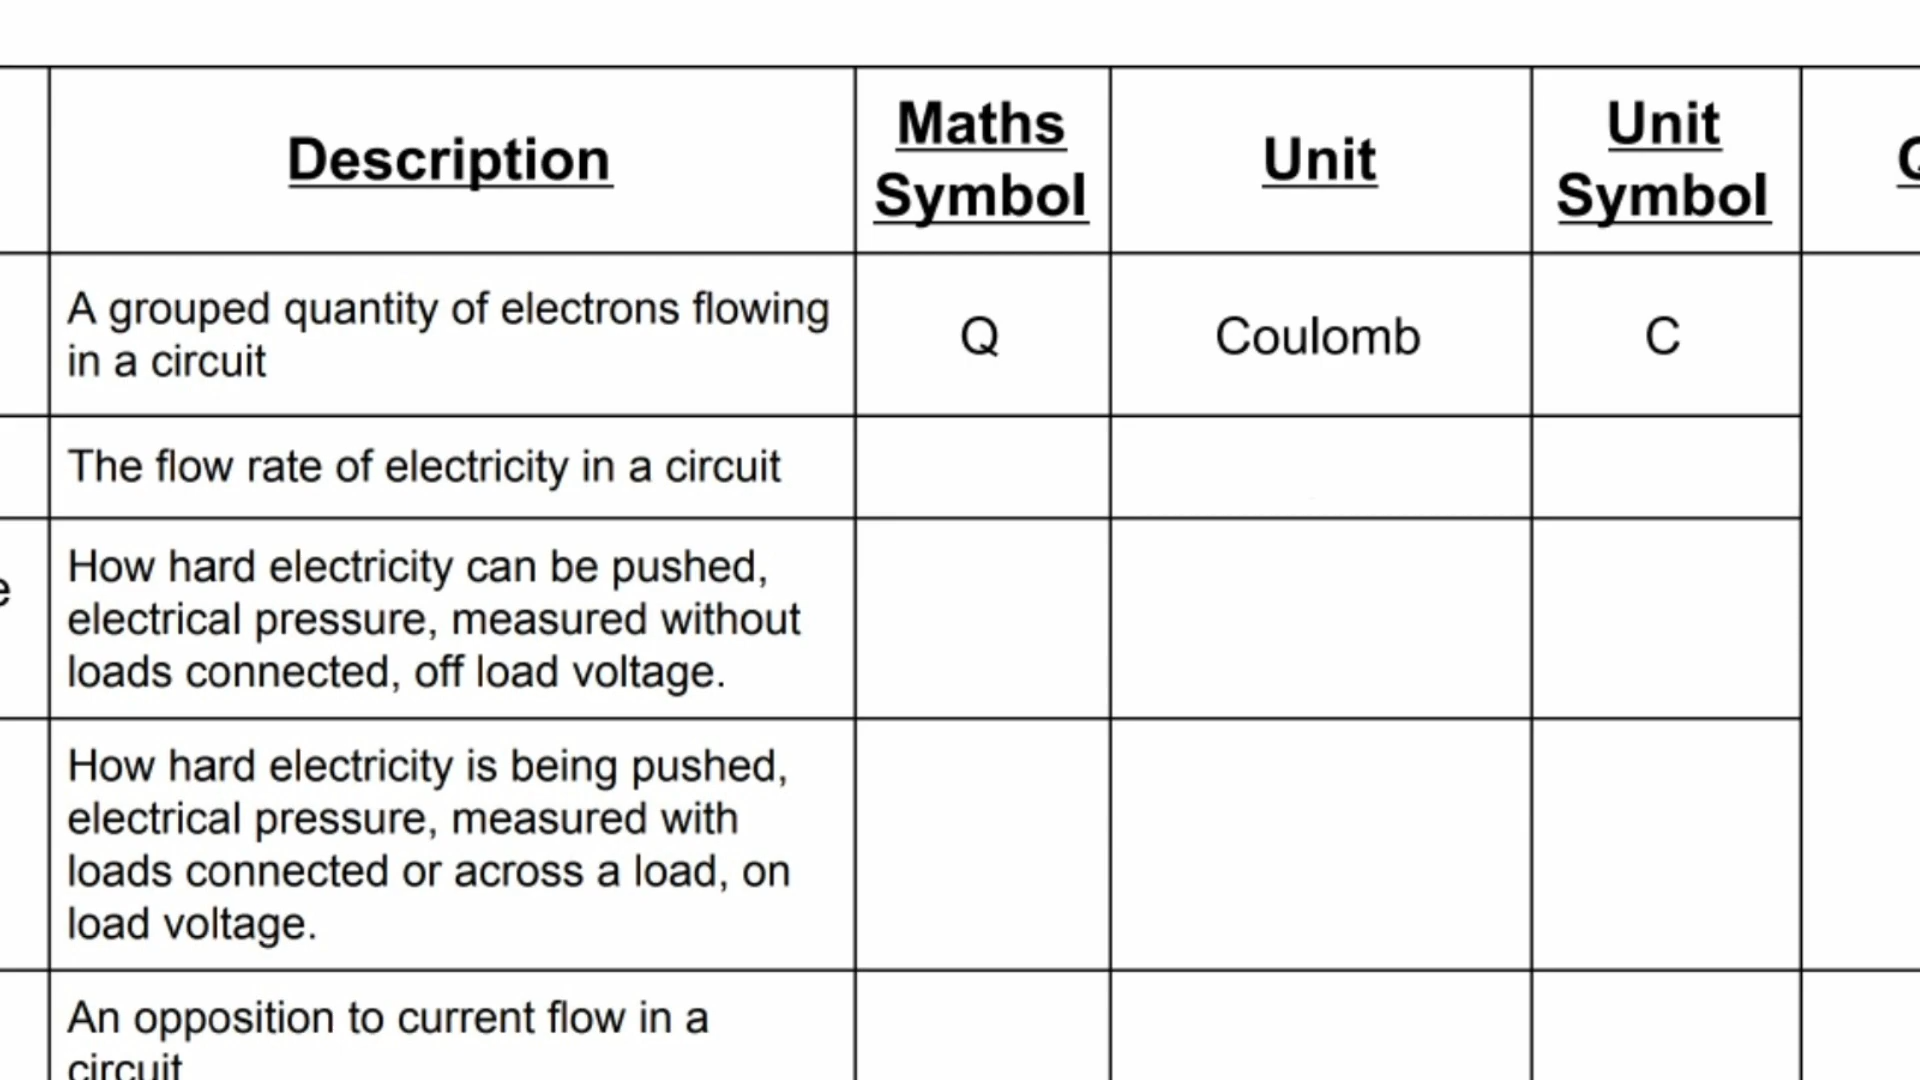 Description
Maths
Symbol
Unit
Unit
Symbol
A grouped quantity of electrons flowing
in a circuit
Q
Coulomb
C
The flow rate of electricity in a circuit
How hard electricity can be pushed,
electrical pressure, measured without
loads connected, off load voltage.
How hard electricity is being pushed,
electrical pressure, measured with
loads connected or across a load, on
load voltage.
An opposition to current flow in a
circuit